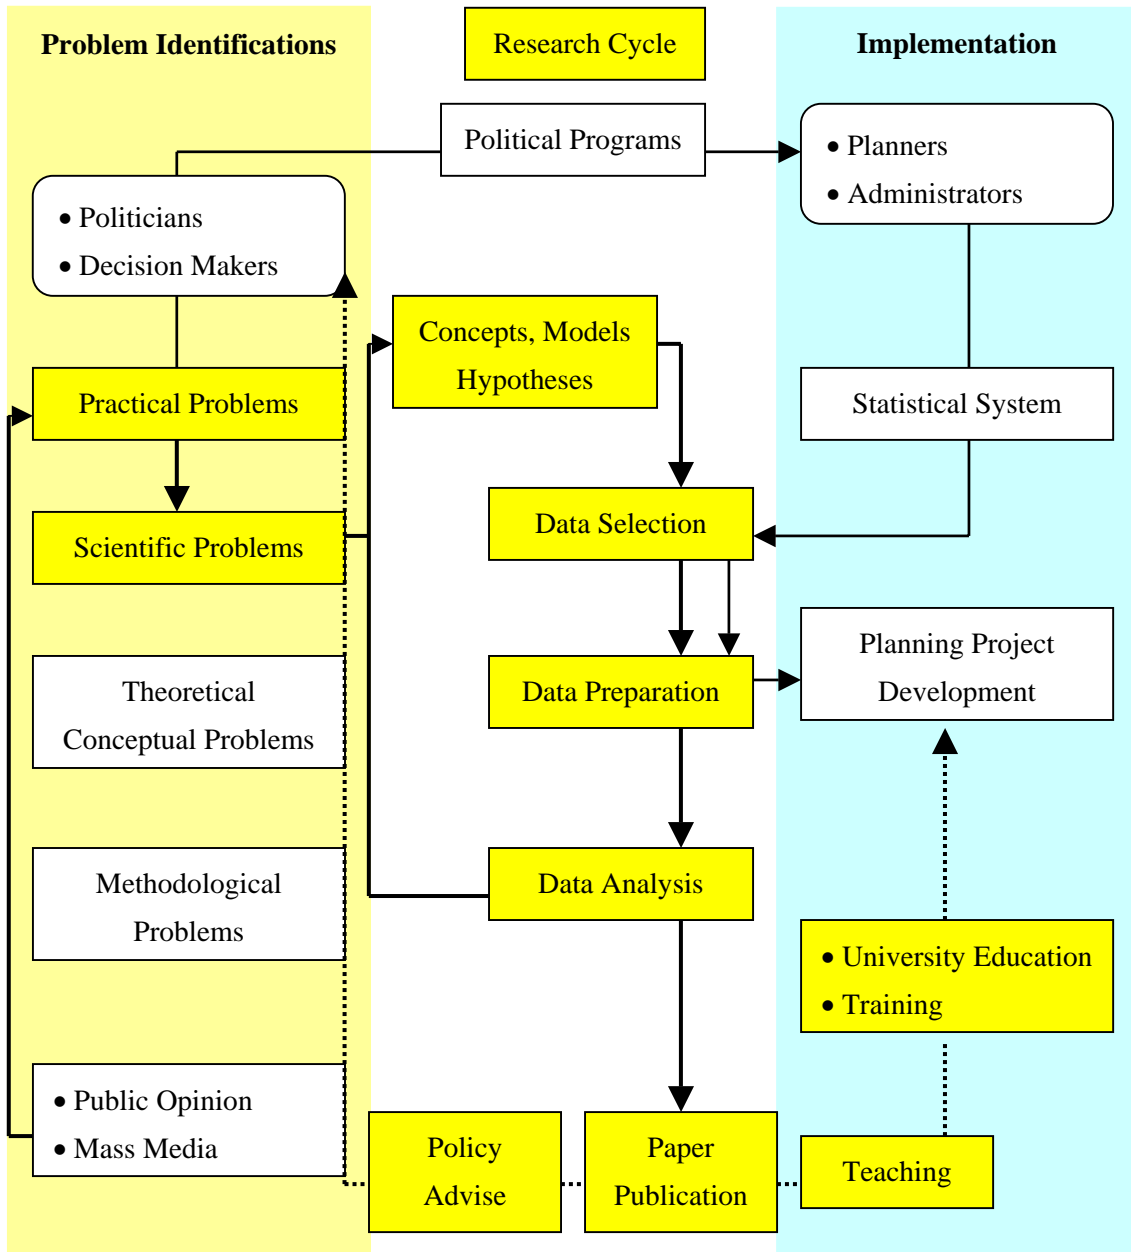 Problem Identifications
Research Cycle
Implementation
Political Programs
• Planners
• Administrators
• Politicians
• Decision Makers
Concepts, Models
Hypotheses
Practical Problems
Statistical System
Scientific Problems
Data Selection
Theoretical
Conceptual Problems
Data Preparation
Planning Project
Development
Methodological
Problems
Data Analysis
• University Education
• Training
• Public Opinion
• Mass Media
Policy
Advise
Paper
Publication
Teaching